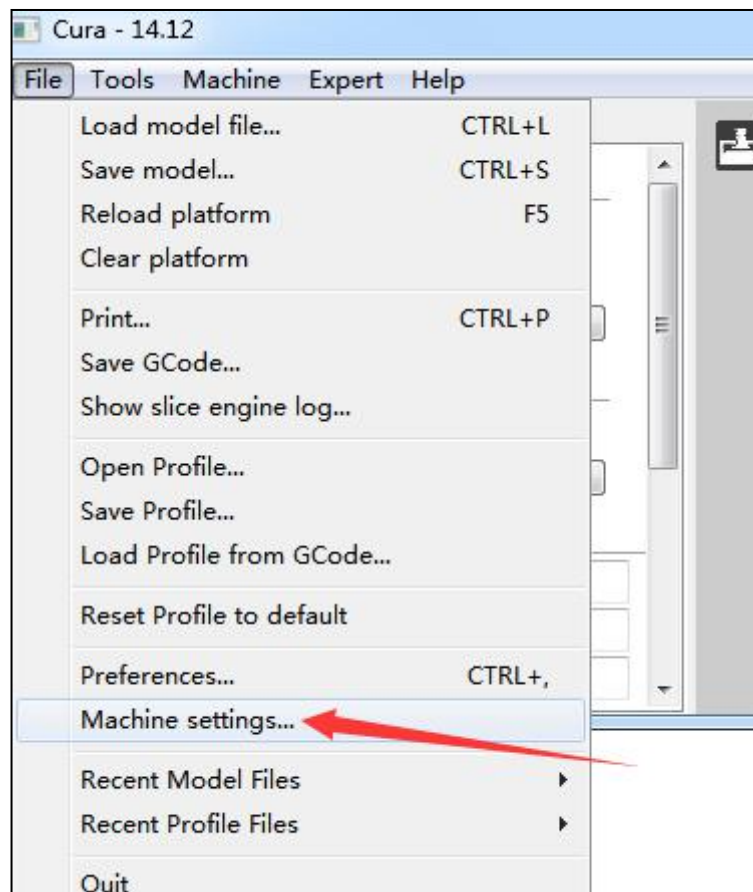 Cura - 14.12
File Tools Machine Expert Help
Load model file... CTRL+L
Save model... CTRL+S
Reload platform F5
Clear platform
Print... CTRL+P
Save GCode...
Show slice engine log...
Open Profile...
Save Profile...
Load Profile from GCode...
Reset Profile to default
Preferences... CTRL+,
Machine settings...
Recent Model Files
Recent Profile Files
Quit